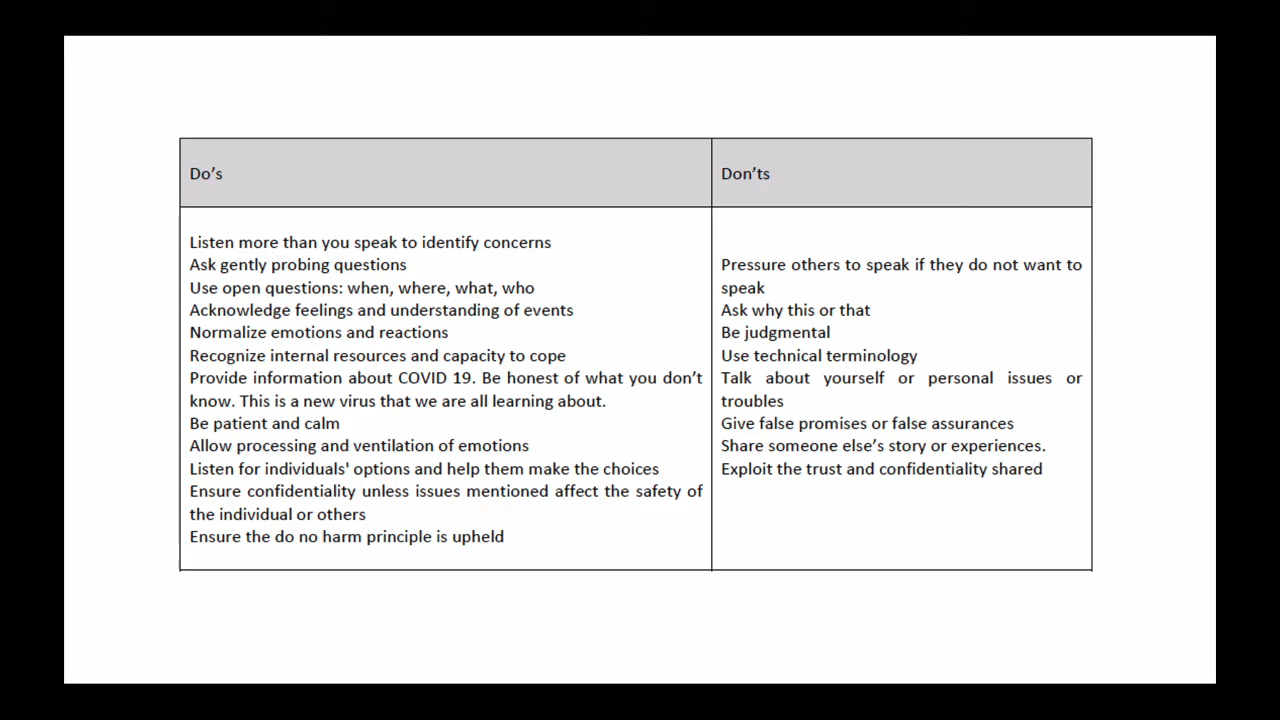 Do's
Don'ts
Listen more than you speak to identify concerns
Ask gently probing questions
Use open questions: when, where, what, who
Acknowledge feelings and understanding of events
Normalize emotions and reactions
Recognize internal resources and capacity to cope
Provide information about COVID 19. Be honest of what you don't
know. This is a new virus that we are all learning about.
Be patient and calm
Allow processing and ventilation of emotions
Listen for individuals' options and help them make the choices
Ensure confidentiality unless issues mentioned affect the safety of
the individual or others
Ensure the do no harm principle is upheld
Pressure others to speak if they do not want to
speak
Ask why this or that
Be judgmental
Use technical terminology
Talk about yourself or personal issues or
troubles
Give false promises or false assurances
Share someone else's story or experiences.
Exploit the trust and confidentiality shared